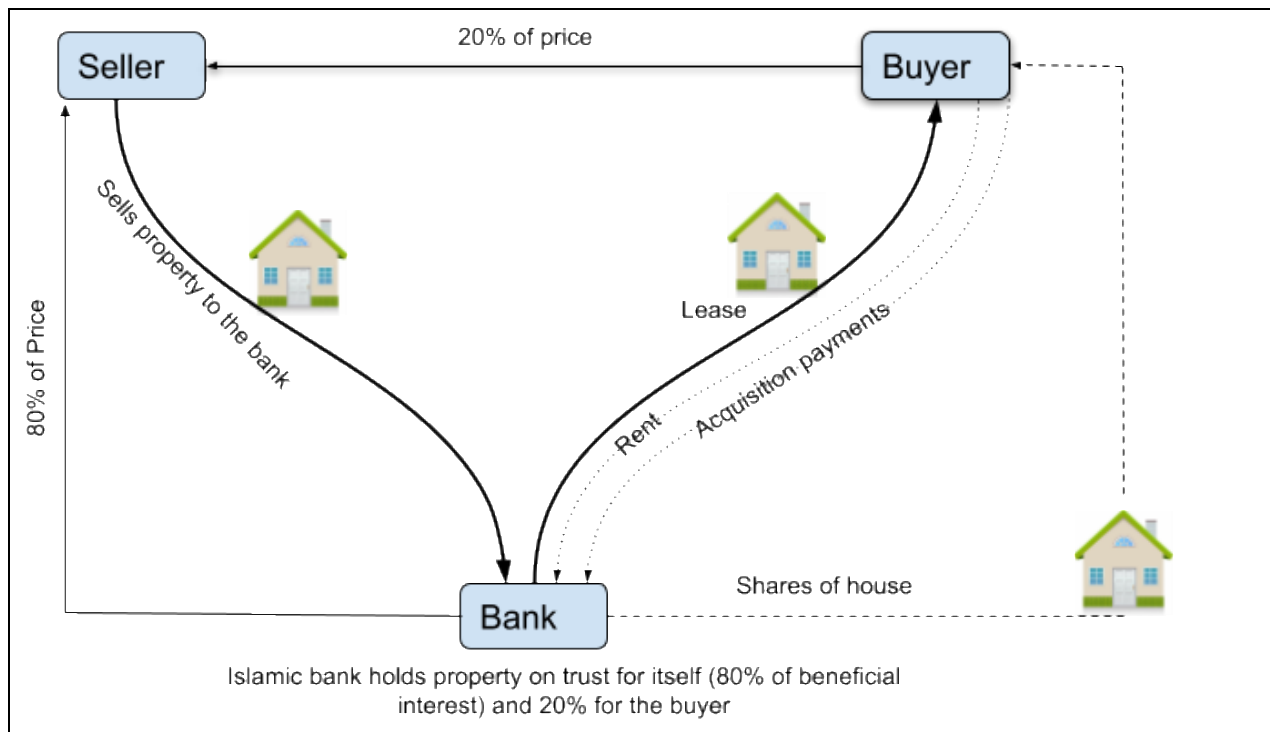 20% of price
Seller
Buyer
Sells property to the bank
80% of Price
Lease
Rent
Acquisition payments
Shares of house
Bank
Islamic bank holds property on trust for itself (80% of beneficial
interest) and 20% for the buyer